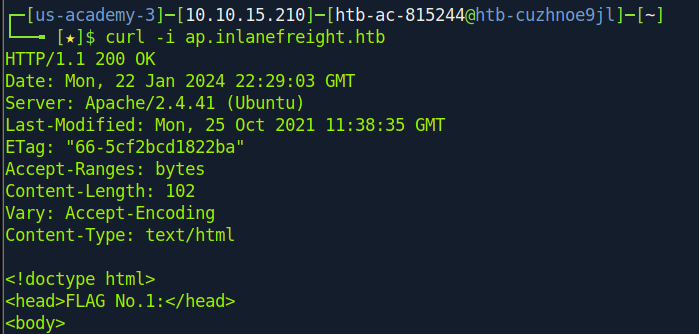 ┌─[us-academy-3]─[10.10.15.210]─[htb-ac-815244@htb-cuzhnoe9jl]─[~]
└──╼ [★]$ curl -i ap.inlanefreight.htb
HTTP/1.1 200 OK
Date: Mon, 22 Jan 2024 22:29:03 GMT
Server: Apache/2.4.41 (Ubuntu)
Last-Modified: Mon, 25 Oct 2021 11:38:35 GMT
ETag: "66-5cf2bcd1822ba"
Accept-Ranges: bytes
Content-Length: 102
Vary: Accept-Encoding
Content-Type: text/html

<!doctype html>
<head>FLAG No.1:</head>
<body>